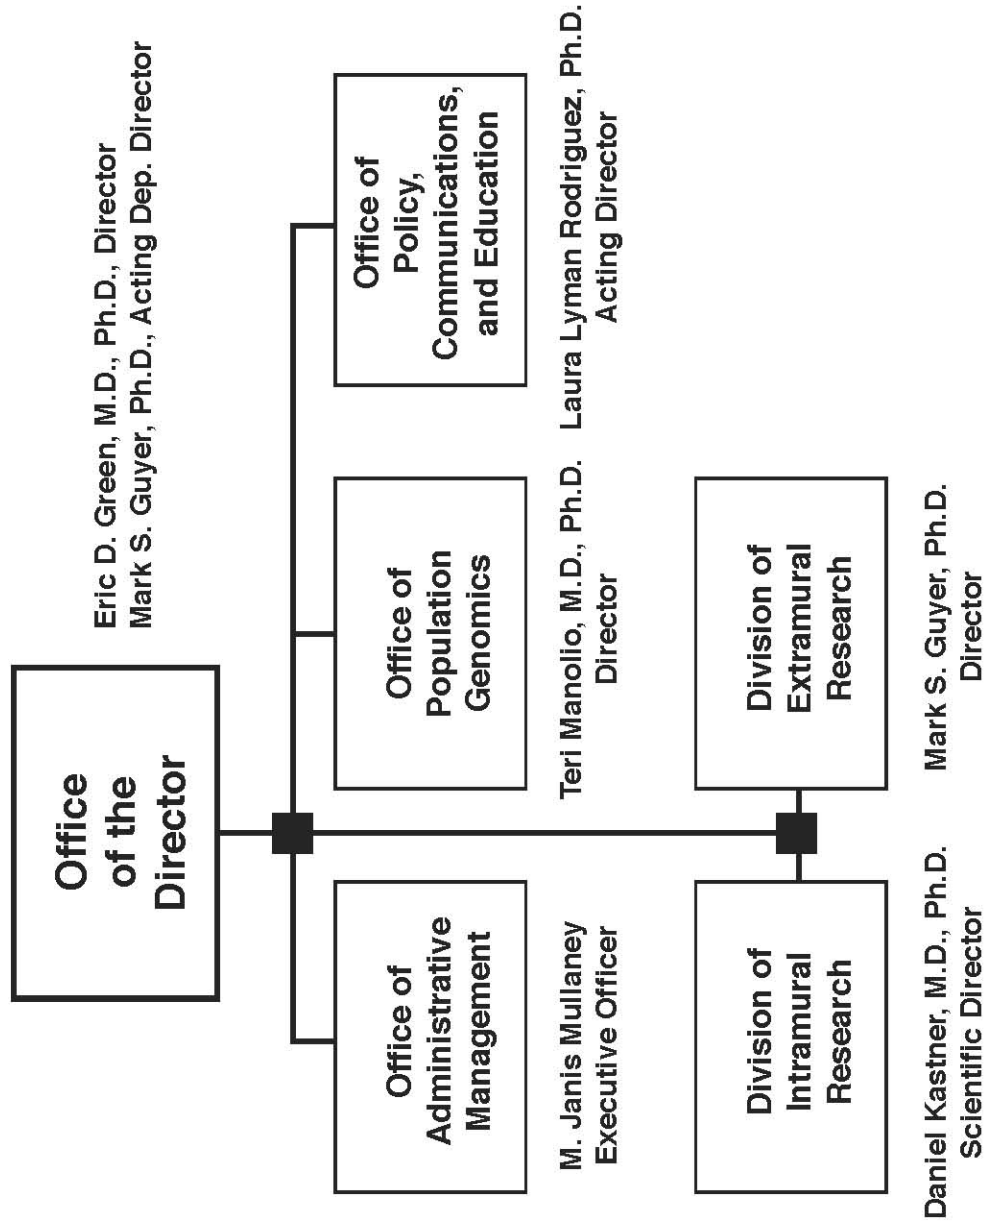 Office
of the
Director
Eric D. Green, M.D., Ph.D., Director
Mark S. Guyer, Ph.D., Acting Dep. Director
Office of
Administrative
Management
M. Janis Mullaney
Executive Officer
Office of
Population
Genomics
Teri Manolio, M.D., Ph.D.
Director
Office of
Policy,
Communications,
and Education
Laura Lyman Rodriguez, Ph.D.
Acting Director
Division of
Intramural
Research
Daniel Kastner, M.D., Ph.D.
Scientific Director
Division of
Extramural
Research
Mark S. Guyer, Ph.D.
Director